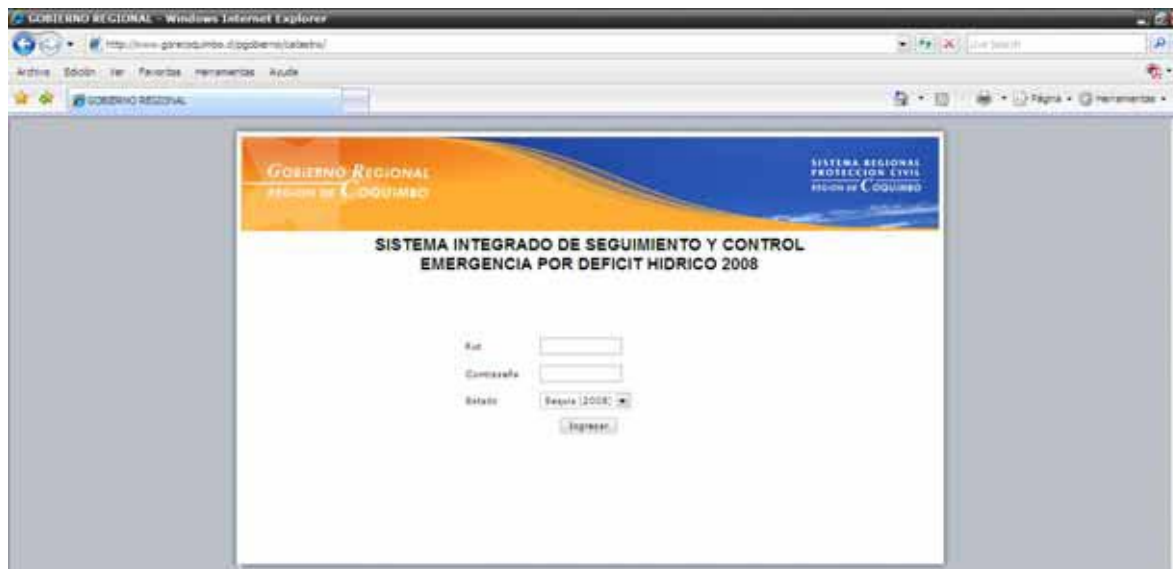 GOBIERNO REGIONAL - Windows Internet Explorer
Archivo Edición Ver Favoritos Herramientas Ayuda
GOBIERNO REGIONAL
Página Herramientas
GOBIERNO REGIONAL
REGION DE COQUIMBO
SISTEMA REGIONAL
PROTECCION CIVIL
REGION DE COQUIMBO
SISTEMA INTEGRADO DE SEGUIMIENTO Y CONTROL
EMERGENCIA POR DEFICIT HIDRICO 2008
Rut
Contraseña
Estado Sequia (2008)
Ingresar